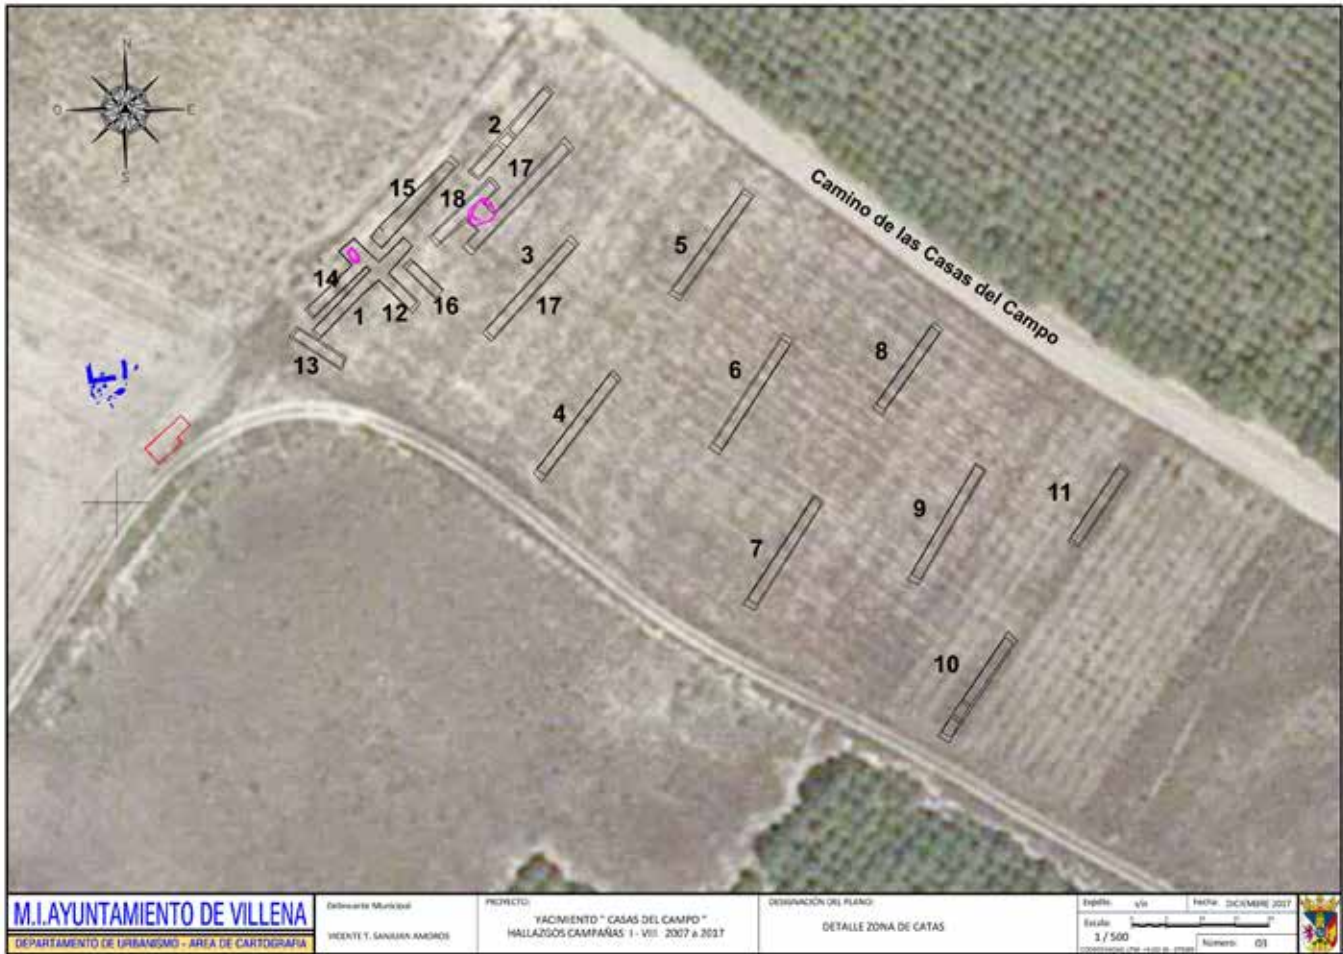 N
O
E
S
2
17
15
18
3
5
14
1
12
16
17
13
8
6
4
11
9
7
10
Camino de las Casas del Campo
M.I.AYUNTAMIENTO DE VILLENA
DEPARTAMENTO DE URBANISMO - AREA DE CARTOGRAFIA
Delineante Municipal
VICENTE T. SANJUAN AMOROS
PROYECTO:
YACIMIENTO " CASAS DEL CAMPO "
HALLAZGOS CAMPAÑAS I - VIII 2007 a 2017
DESIGNACIÓN DEL PLANO:
DETALLE ZONA DE CATAS
Expdte: s/n
Fecha: DICIEMBRE 2017
Escala:
1 / 500
Número: 03